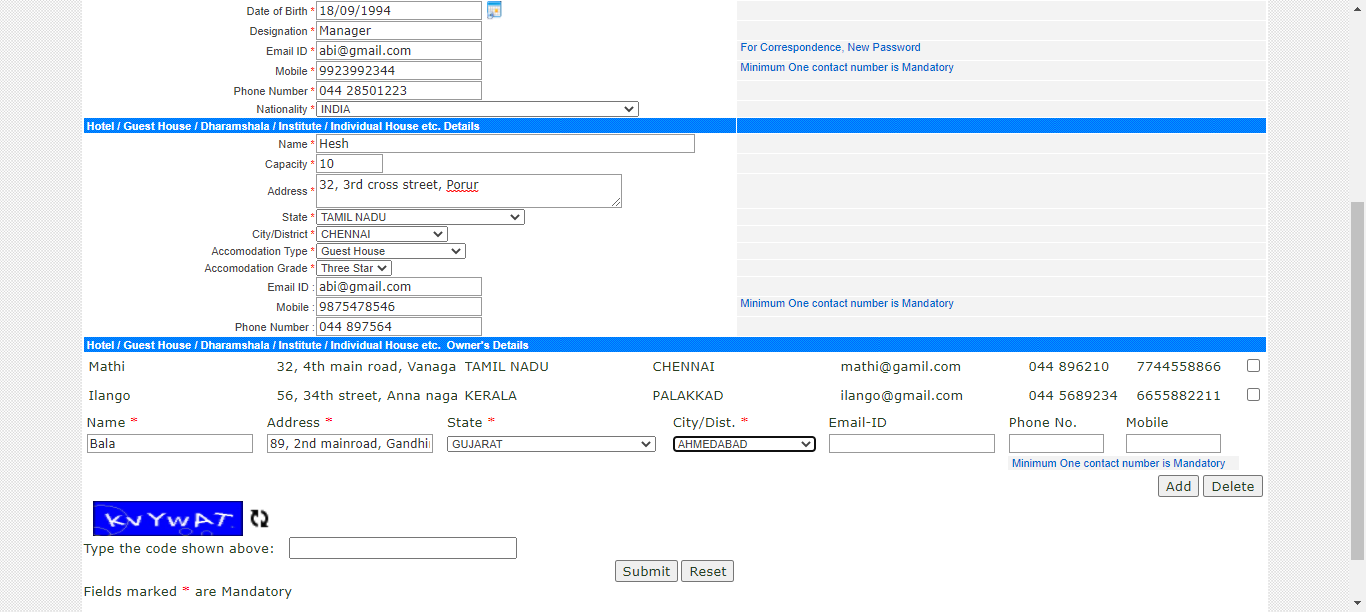 Date of Birth * 18/09/1994
Designation * Manager
Email ID * abi@gmail.com For Correspondence, New Password
Mobile * 9923992344 Minimum One contact number is Mandatory
Phone Number * 044 28501223
Nationality * INDIA
Hotel / Guest House / Dharamshala / Institute / Individual House etc. Details
Name * Hesh
Capacity * 10
Address * 32, 3rd cross street, Porur
State * TAMIL NADU
City/District * CHENNAI
Accomodation Type * Guest House
Accomodation Grade * Three Star
Email ID : abi@gmail.com
Mobile : 9875478546 Minimum One contact number is Mandatory
Phone Number : 044 897564
Hotel / Guest House / Dharamshala / Institute / Individual House etc. Owner's Details
Mathi 32, 4th main road, Vanaga TAMIL NADU CHENNAI mathi@gamil.com 044 896210 7744558866
Ilango 56, 34th street, Anna naga KERALA PALAKKAD ilango@gmail.com 044 5689234 6655882211
Name * Address * State * City/Dist. * Email-ID Phone No. Mobile
Bala 89, 2nd mainroad, Gandhi GUJARAT AHMEDABAD
Minimum One contact number is Mandatory
Add Delete
KVYWAT
Type the code shown above:
Submit Reset
Fields marked * are Mandatory